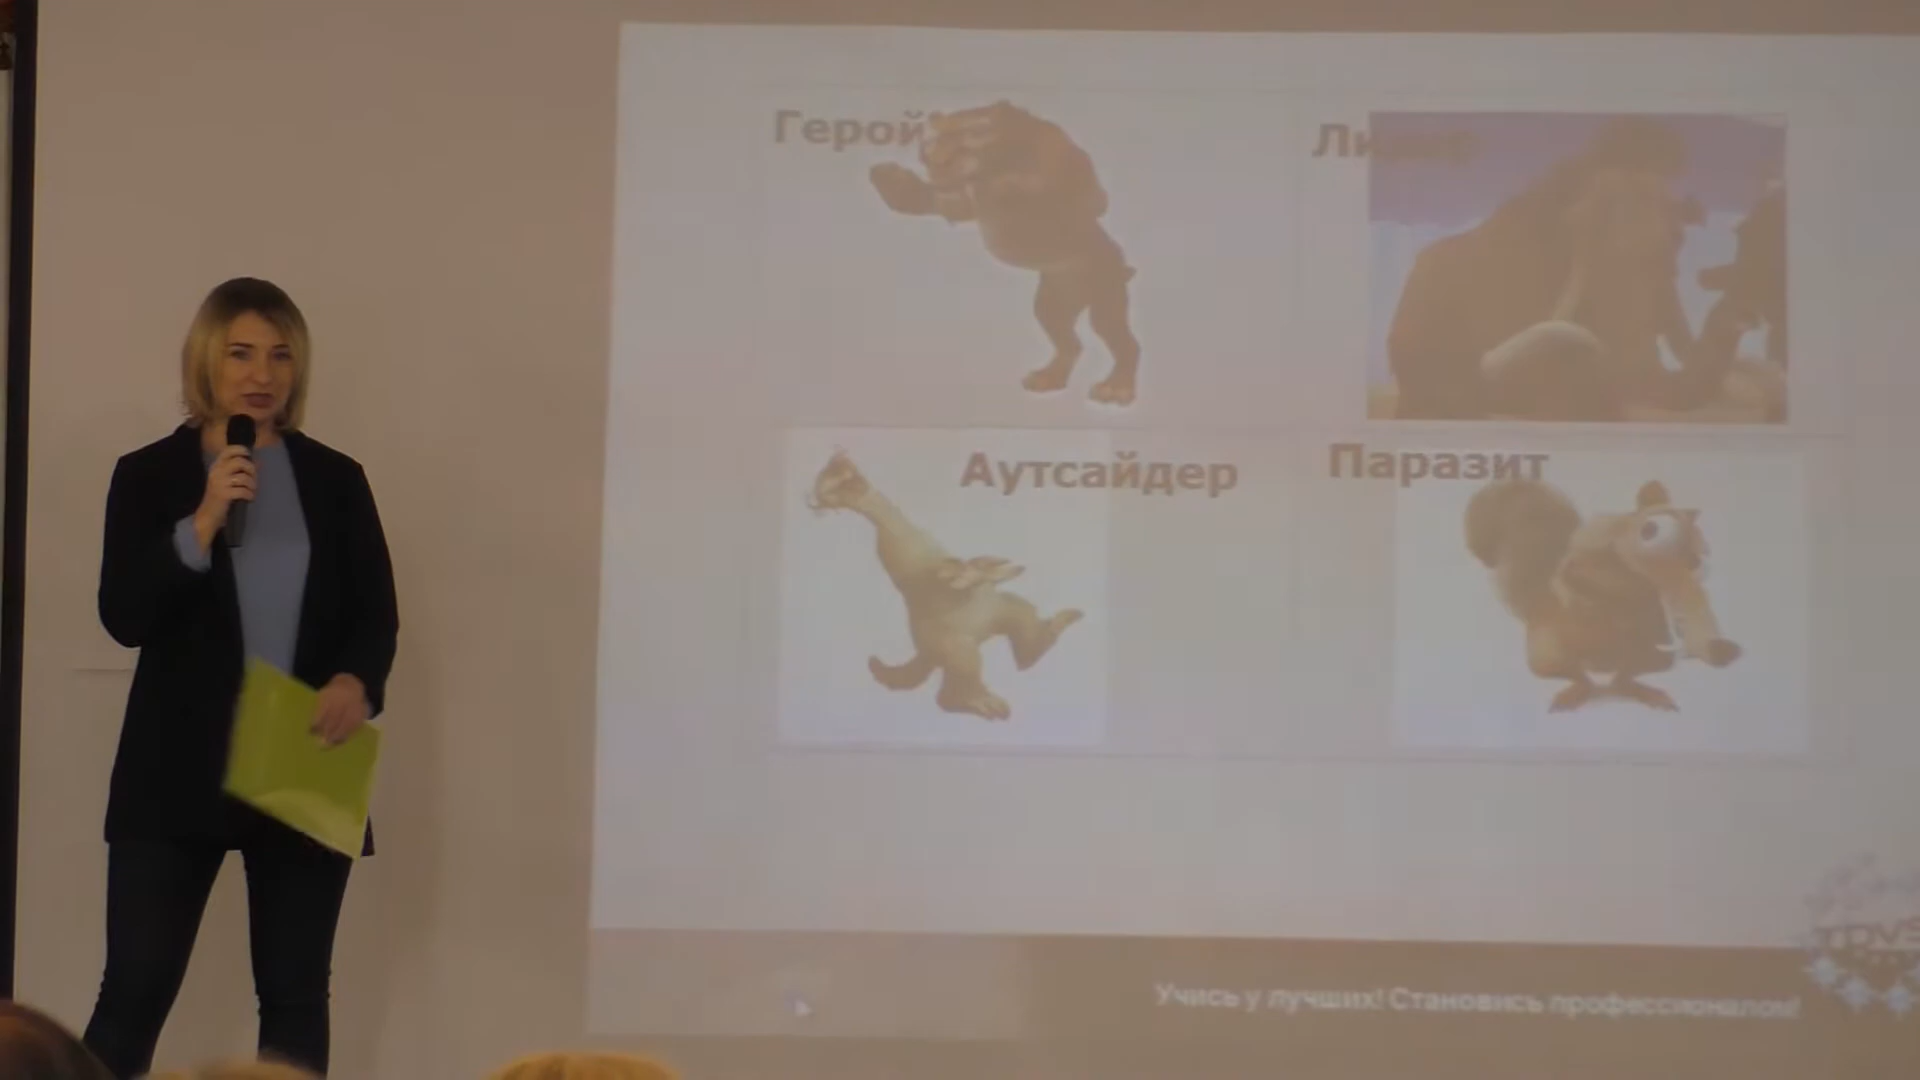 Герой
Аутсайдер
Паразит
Учись у лучших! Становись профессионалом!